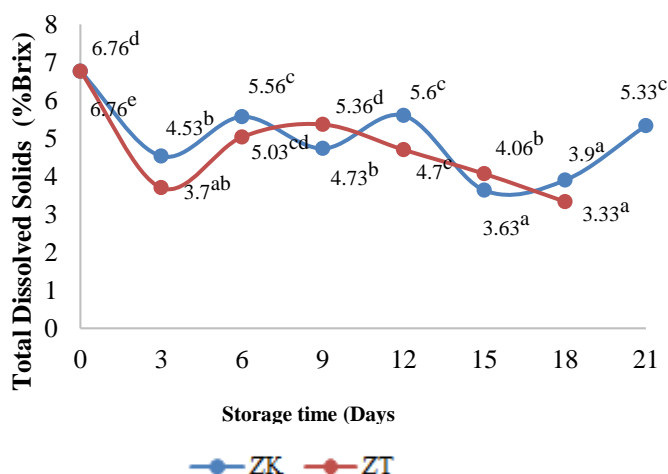 Total Dissolved Solids (%Brix)
8
7
6
5
4
3
2
1
0
6.76d
6.76e
4.53b
3.7ab
5.56c
5.03cd
5.36d
4.73b
5.6c
4.7c
4.06b
3.63a
3.9a
3.33a
5.33c
0 3 6 9 12 15 18 21
Storage time (Days
ZK ZT